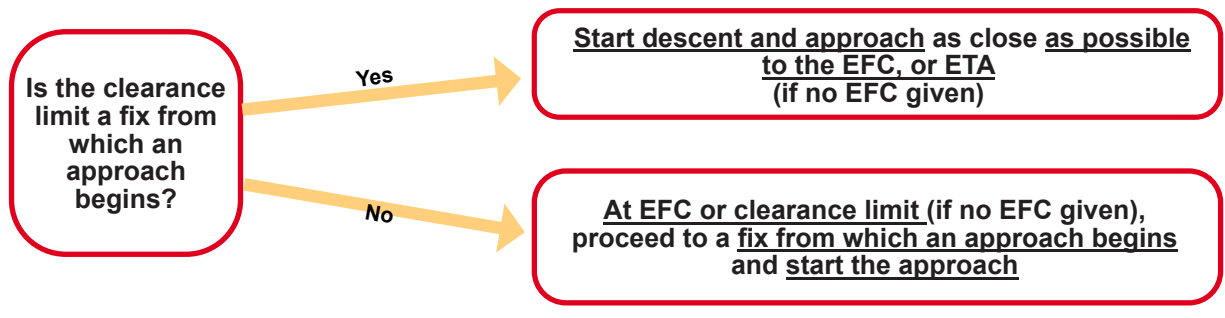 Is the clearance
limit a fix from
which an
approach
begins?
Yes
Start descent and approach as close as possible
to the EFC, or ETA
(if no EFC given)
No
At EFC or clearance limit (if no EFC given),
proceed to a fix from which an approach begins
and start the approach